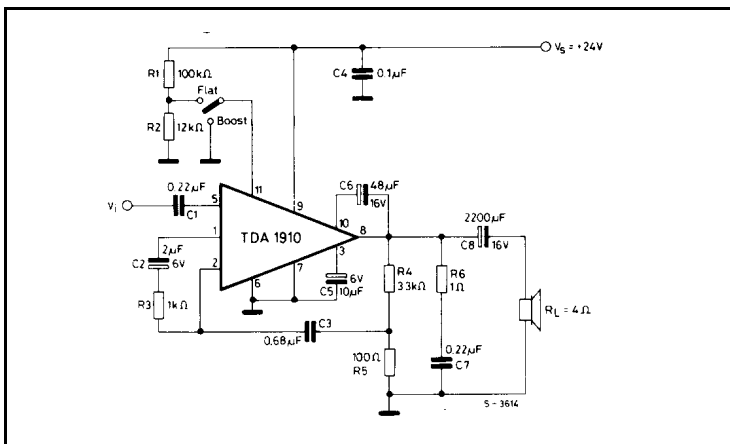 Vs = +24V
R1
100kΩ
C4
0.1µF
Flat
Boost
R2
12kΩ
0.22µF
Vi
C1
5
11
9
C6
48µF
16V
10
8
1
TDA 1910
2200µF
C8
16V
2µF
C2
6V
2
3
6
7
6V
C5
10µF
R4
3.3kΩ
R6
1Ω
R3
1kΩ
RL = 4Ω
C3
0.68µF
100Ω
R5
0.22µF
C7
S-3614